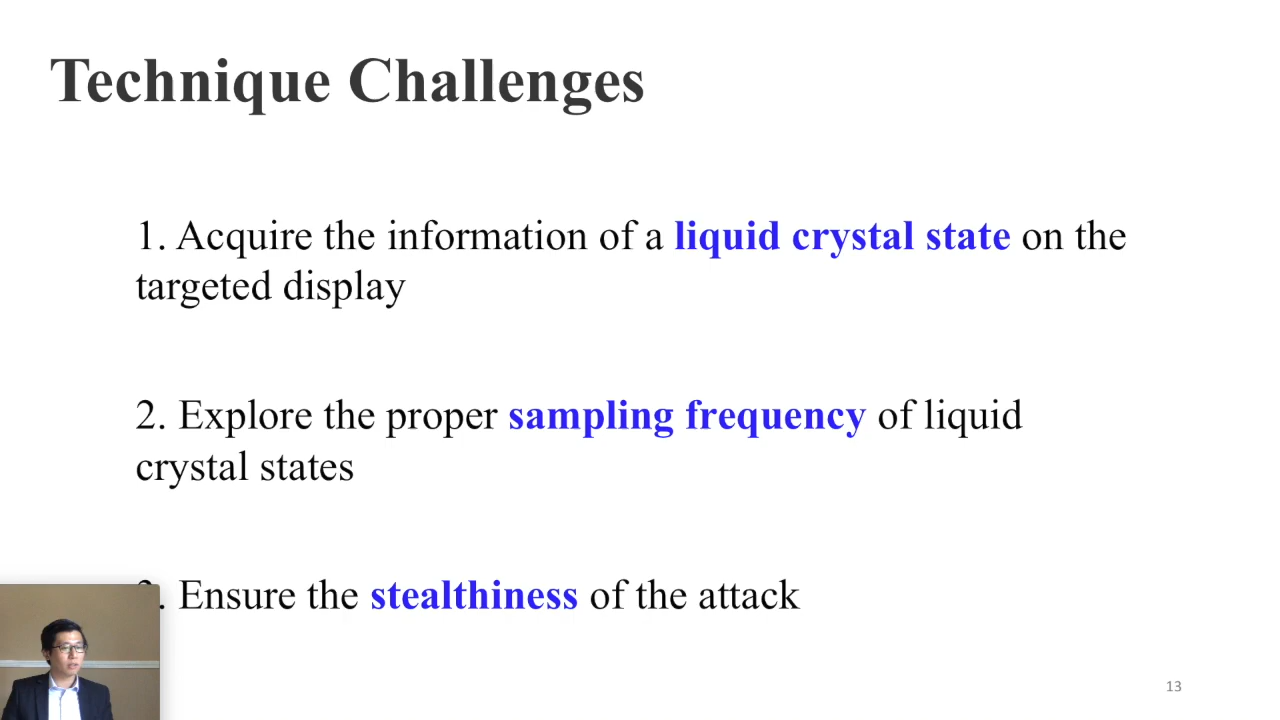 Technique Challenges
1. Acquire the information of a liquid crystal state on the
targeted display
2. Explore the proper sampling frequency of liquid
crystal states
. Ensure the stealthiness of the attack
13